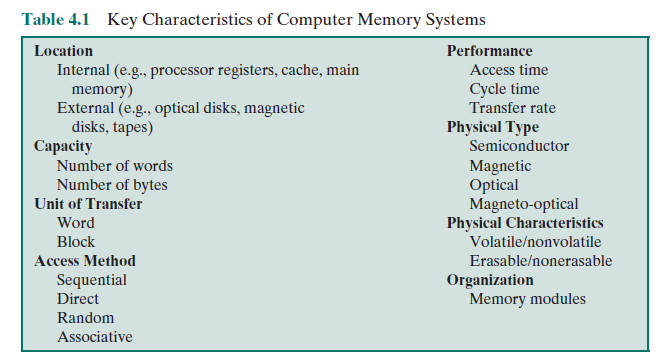 Table 4.1 Key Characteristics of Computer Memory Systems
Location
Internal (e.g., processor registers, cache, main
memory)
External (e.g., optical disks, magnetic
disks, tapes)
Capacity
Number of words
Number of bytes
Unit of Transfer
Word
Block
Access Method
Sequential
Direct
Random
Associative
Performance
Access time
Cycle time
Transfer rate
Physical Type
Semiconductor
Magnetic
Optical
Magneto-optical
Physical Characteristics
Volatile/nonvolatile
Erasable/nonerasable
Organization
Memory modules